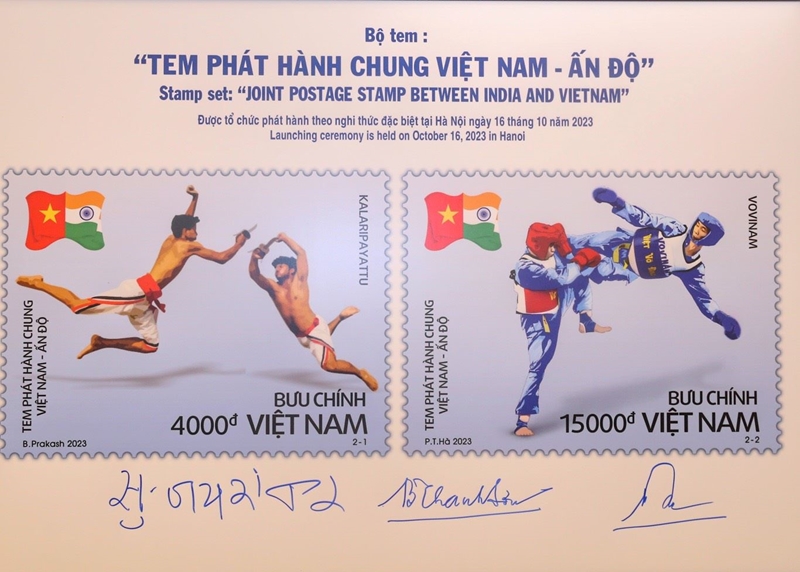 Bộ tem :
“TEM PHÁT HÀNH CHUNG VIỆT NAM - ẤN ĐỘ”
Stamp set: “JOINT POSTAGE STAMP BETWEEN INDIA AND VIETNAM”
Được tổ chức phát hành theo nghi thức đặc biệt tại Hà Nội ngày 16 tháng 10 năm 2023
Launching ceremony is held on October 16, 2023 in Hanoi
KALARIPAYATTU
TEM PHÁT HÀNH CHUNG
VIỆT NAM - ẤN ĐỘ
BƯU CHÍNH
4000đ VIỆT NAM
B.Prakash 2023
2-1
VOVINAM
TEM PHÁT HÀNH CHUNG
VIỆT NAM - ẤN ĐỘ
BƯU CHÍNH
15000đ VIỆT NAM
P.T.Hà 2023
2-2